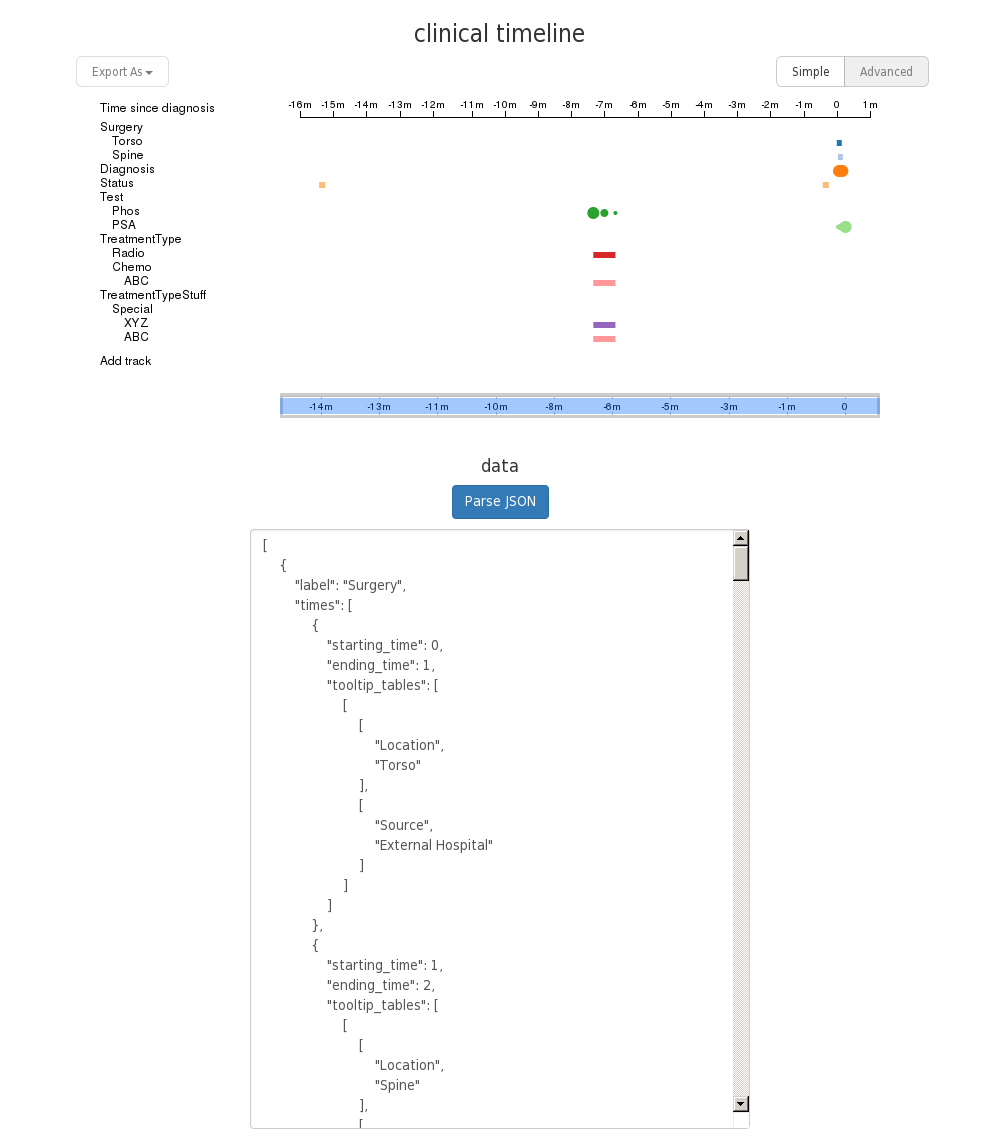 clinical timeline
Export As
Simple Advanced
Time since diagnosis -16m -15m -14m -13m -12m -11m -10m -9m -8m -7m -6m -5m -4m -3m -2m -1m 0 1m
Surgery
Torso
Spine
Diagnosis
Status
Test
Phos
PSA
TreatmentType
Radio
Chemo
ABC
TreatmentTypeStuff
Special
XYZ
ABC
Add track
-14m -13m -11m -10m -8m -6m -5m -3m -1m 0
data
Parse JSON
[
{
"label": "Surgery",
"times": [
{
"starting_time": 0,
"ending_time": 1,
"tooltip_tables": [
[
[
"Location",
"Torso"
],
[
"Source",
"External Hospital"
]
]
]
},
{
"starting_time": 1,
"ending_time": 2,
"tooltip_tables": [
[
[
"Location",
"Spine"
],
[